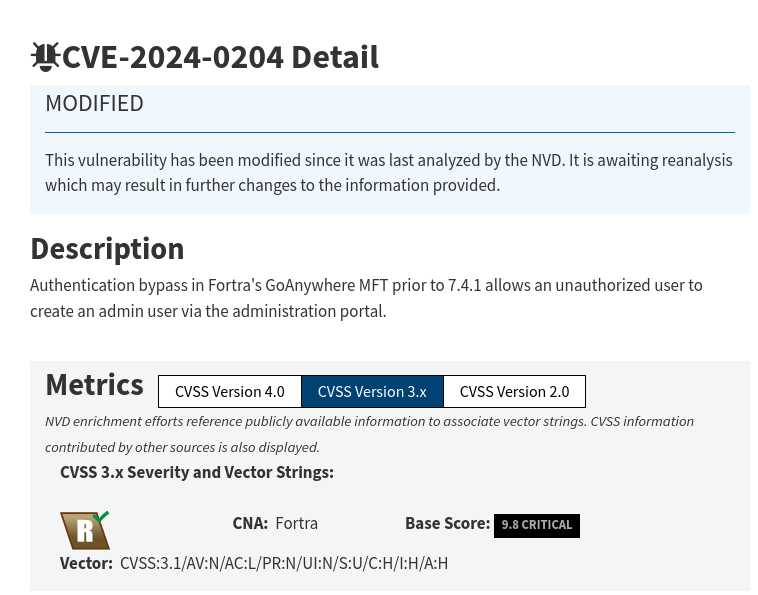 CVE-2024-0204 Detail
MODIFIED
This vulnerability has been modified since it was last analyzed by the NVD. It is awaiting reanalysis
which may result in further changes to the information provided.
Description
Authentication bypass in Fortra's GoAnywhere MFT prior to 7.4.1 allows an unauthorized user to
create an admin user via the administration portal.
Metrics CVSS Version 4.0 CVSS Version 3.x CVSS Version 2.0
NVD enrichment efforts reference publicly available information to associate vector strings. CVSS information
contributed by other sources is also displayed.
CVSS 3.x Severity and Vector Strings:
R CNA: Fortra Base Score: 9.8 CRITICAL
Vector: CVSS:3.1/AV:N/AC:L/PR:N/UI:N/S:U/C:H/I:H/A:H